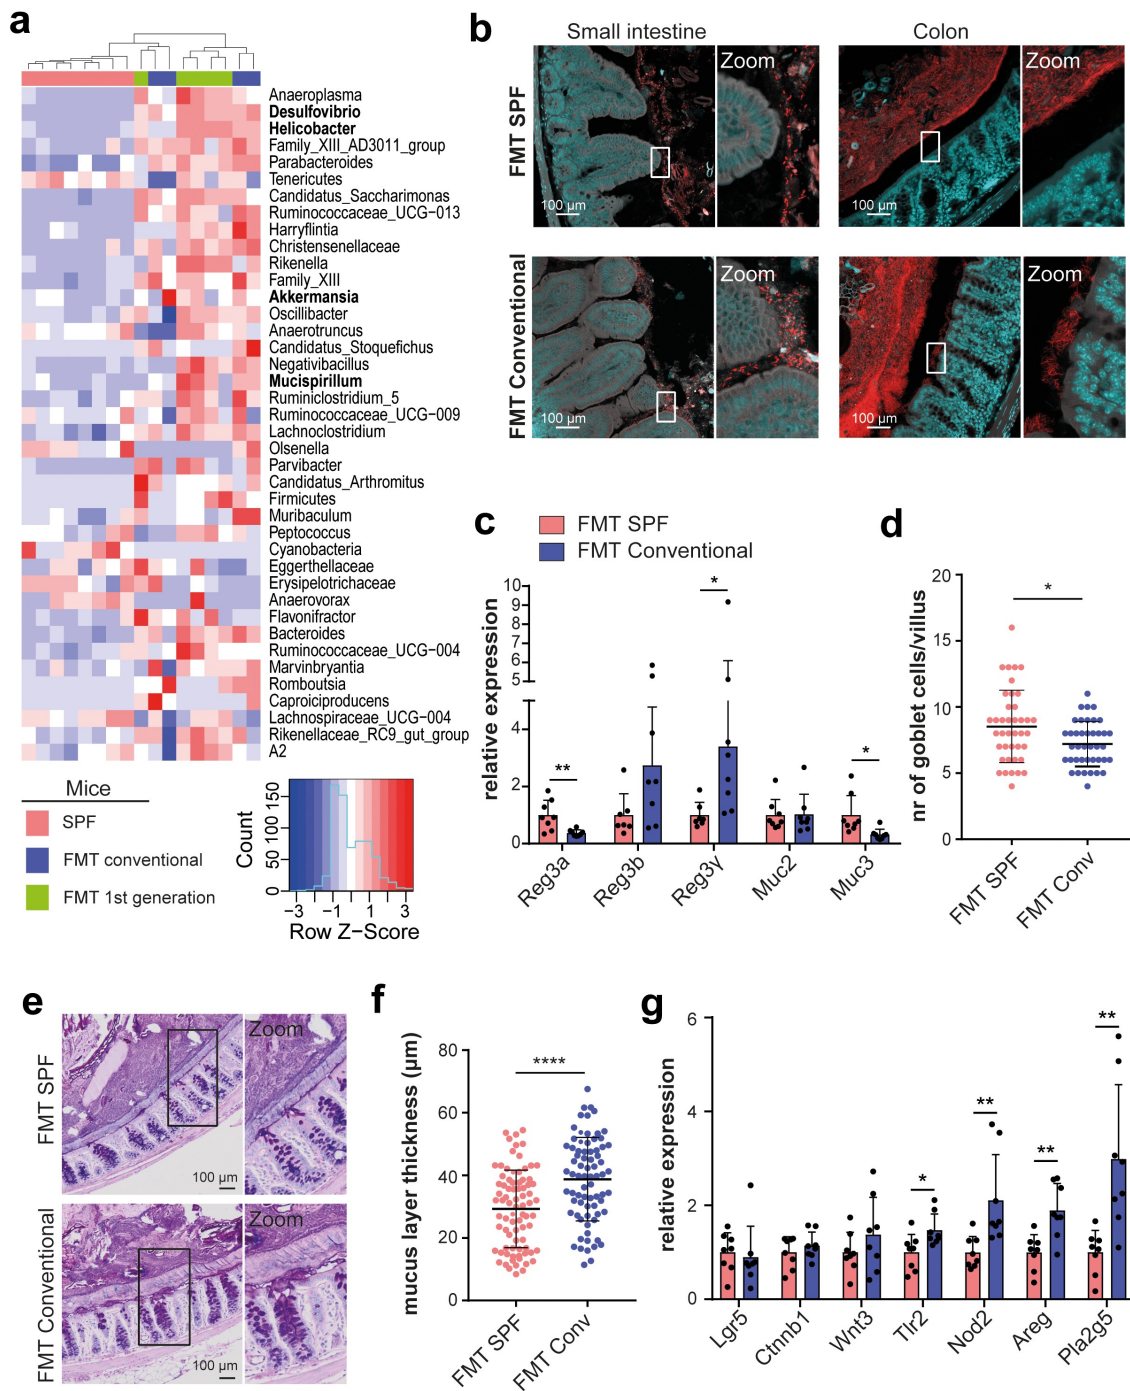 a
Anaeroplasma
Desulfovibrio
Helicobacter
Family_XIII_AD3011_group
Parabacteroides
Tenericutes
Candidatus_Saccharimonas
Ruminococcaceae_UCG−013
Harryflintia
Christensenellaceae
Rikenella
Family_XIII
Akkermansia
Oscillibacter
Anaerotruncus
Candidatus_Stoquefichus
Negativibacillus
Mucispirillum
Ruminiclostridium_5
Ruminococcaceae_UCG−009
Lachnoclostridium
Olsenella
Parvibacter
Candidatus_Arthromitus
Firmicutes
Muribaculum
Peptococcus
Cyanobacteria
Eggerthellaceae
Erysipelotrichaceae
Anaerovorax
Flavonifractor
Bacteroides
Ruminococcaceae_UCG−004
Marvinbryantia
Romboutsia
Caproiciproducens
Lachnospiraceae_UCG−004
Rikenellaceae_RC9_gut_group
A2
Mice
SPF
FMT conventional
FMT 1st generation
Count
0 50 100 150
−3 −1 1 3
Row Z−Score
b
Small intestine
Colon
FMT SPF
Zoom
Zoom
100 µm
100 µm
FMT Conventional
Zoom
Zoom
100 µm
100 µm
c
FMT SPF
FMT Conventional
relative expression
10
9
8
7
6
5
4
2
0
**
*
*
Reg3a
Reg3b
Reg3γ
Muc2
Muc3
d
nr of goblet cells/villus
20
15
10
5
0
*
FMT SPF
FMT Conv
e
FMT SPF
Zoom
100 µm
FMT Conventional
Zoom
100 µm
f
mucus layer thickness (µm)
80
60
40
20
0
****
FMT SPF
FMT Conv
g
relative expression
6
4
2
0
*
**
**
**
Lgr5
Ctnnb1
Wnt3
Tlr2
Nod2
Areg
Pla2g5